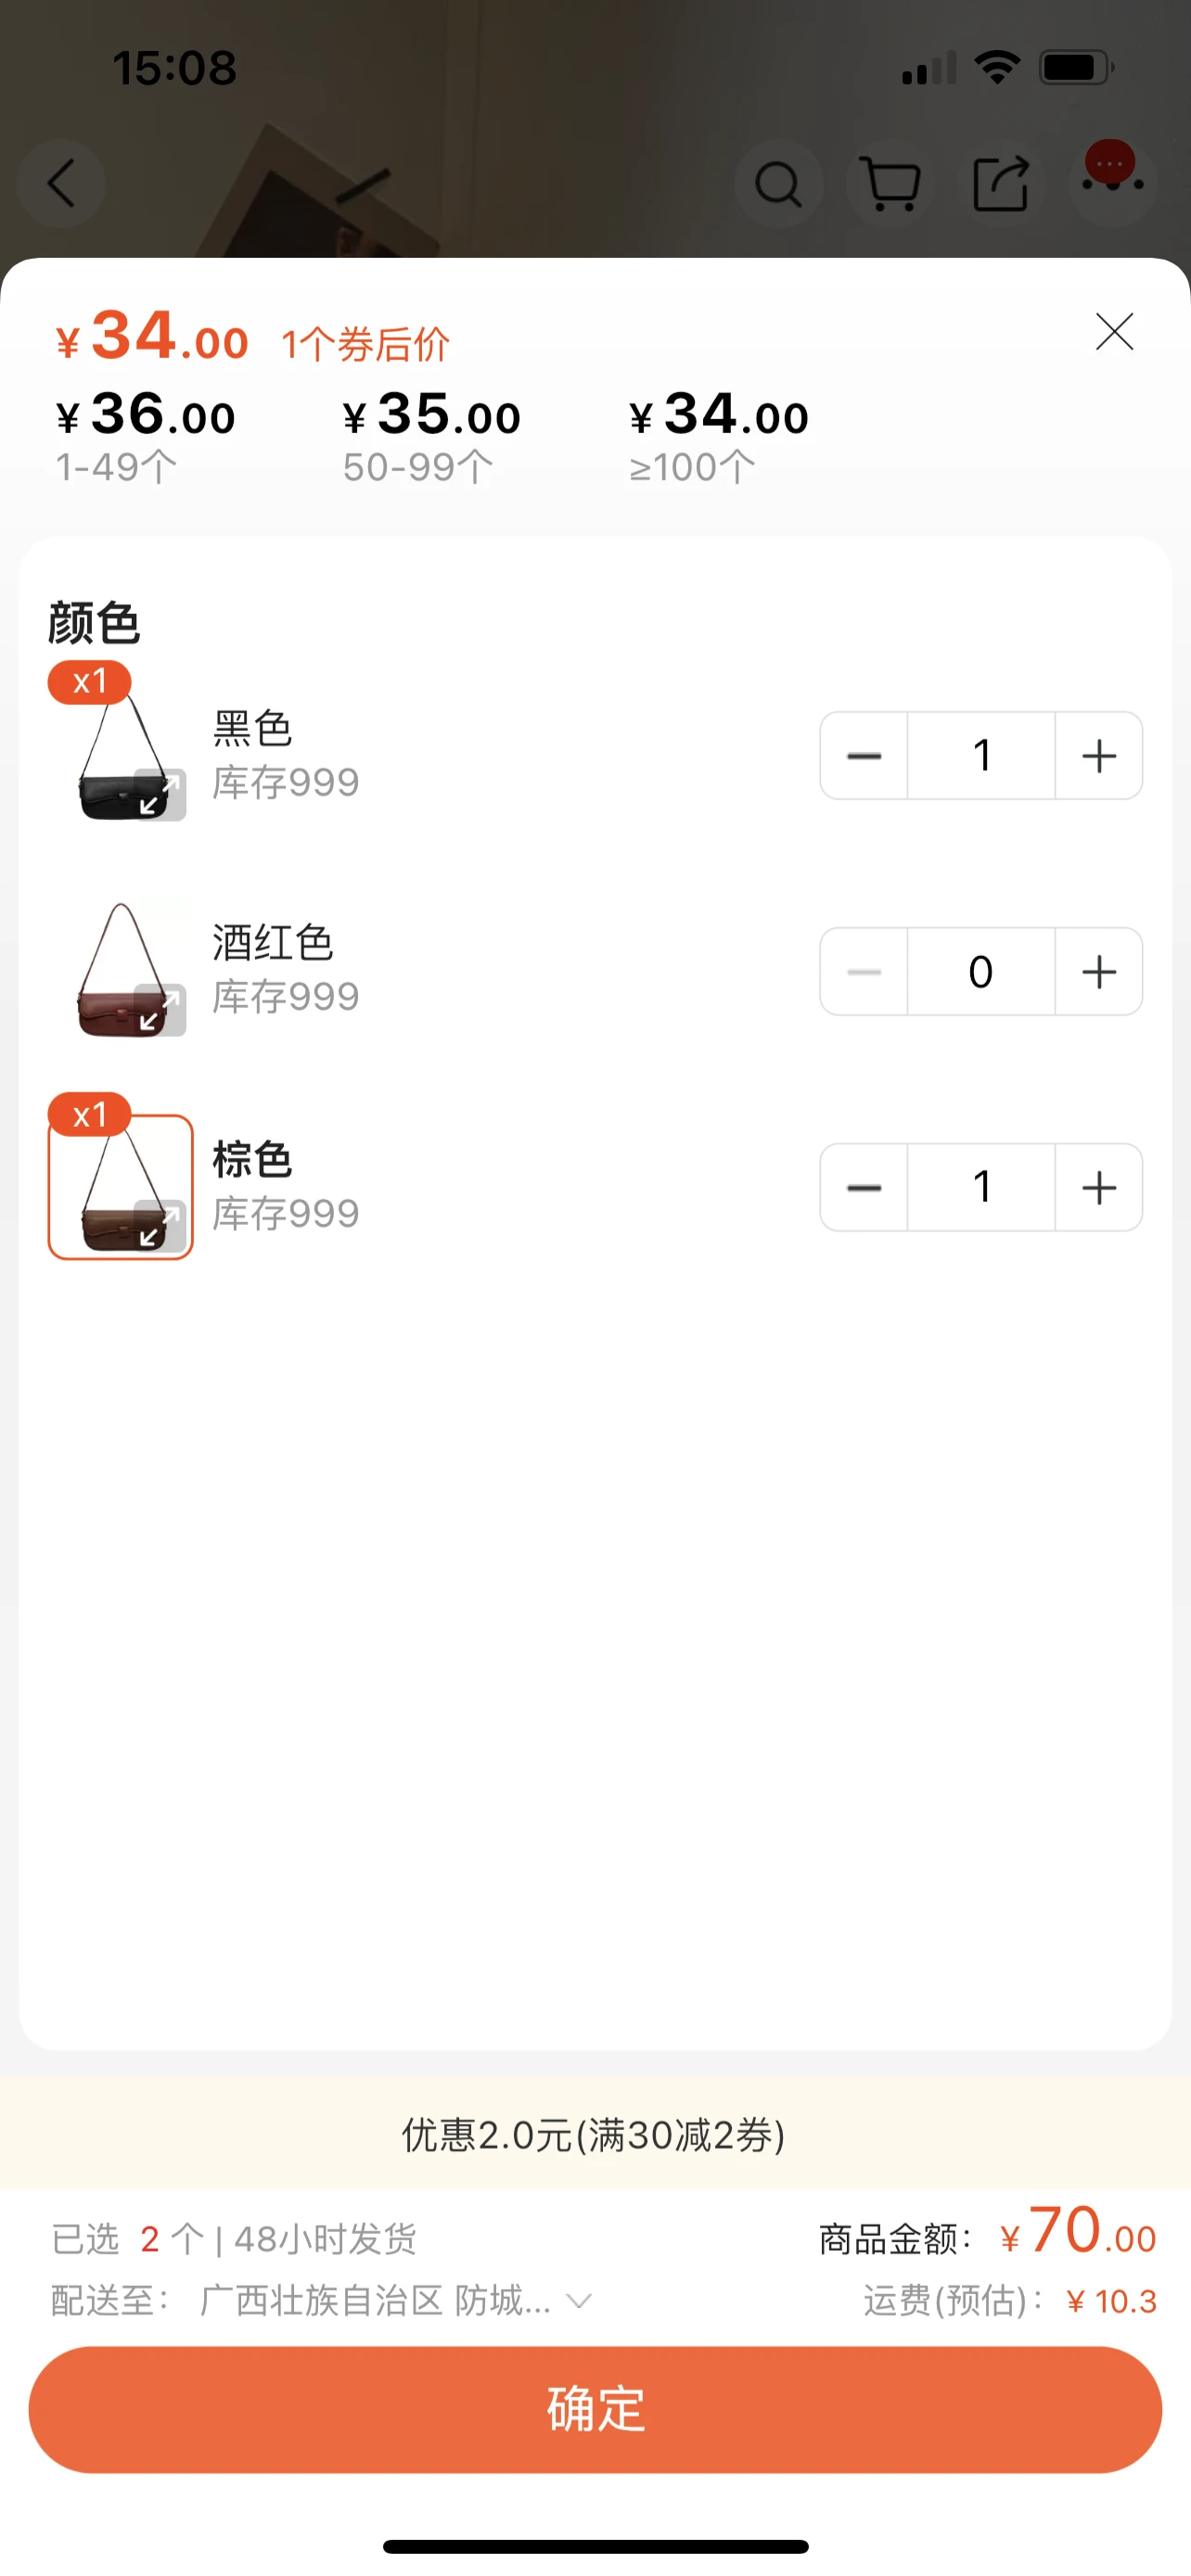 15:08
¥34.00 1个券后价
¥36.00 ¥35.00 ¥34.00
1-49个 50-99个 ≥100个
颜色
x1
黑色
库存999
1
酒红色
库存999
0
x1
棕色
库存999
1
优惠2.0元(满30减2券)
已选 2 个 | 48小时发货 商品金额： ¥70.00
配送至： 广西壮族自治区 防城... 运费(预估)： ¥10.3
确定